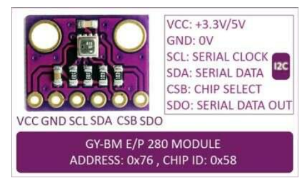 VCC: +3.3V/5V
GND: 0V
SCL: SERIAL CLOCK
SDA: SERIAL DATA
I2C
CSB: CHIP SELECT
SDO: SERIAL DATA OUT
VCC GND SCL SDA CSB SDO
GY-BM E/P 280 MODULE
ADDRESS: 0x76 , CHIP ID: 0x58